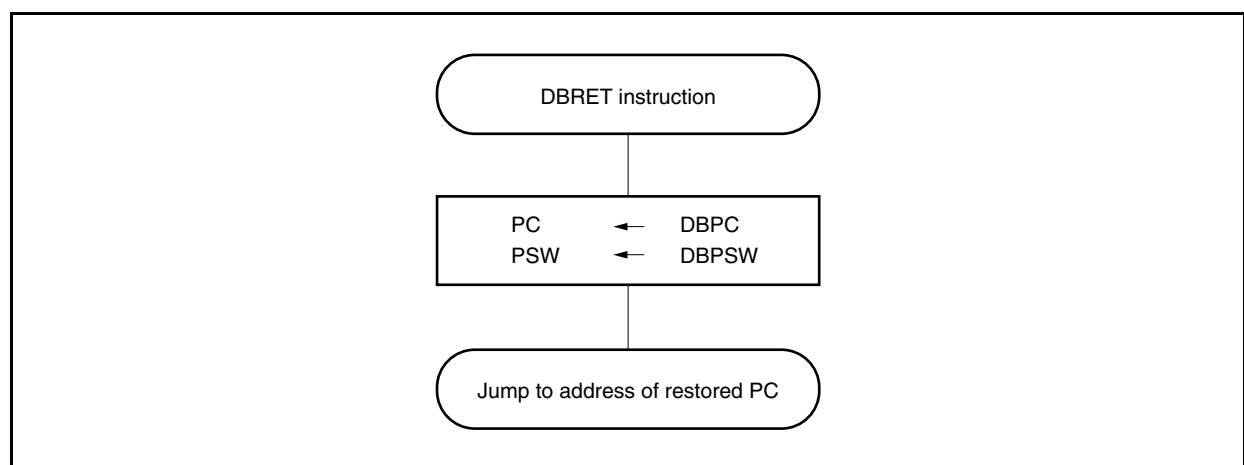 DBRET instruction
PC ← DBPC
PSW ← DBPSW
Jump to address of restored PC